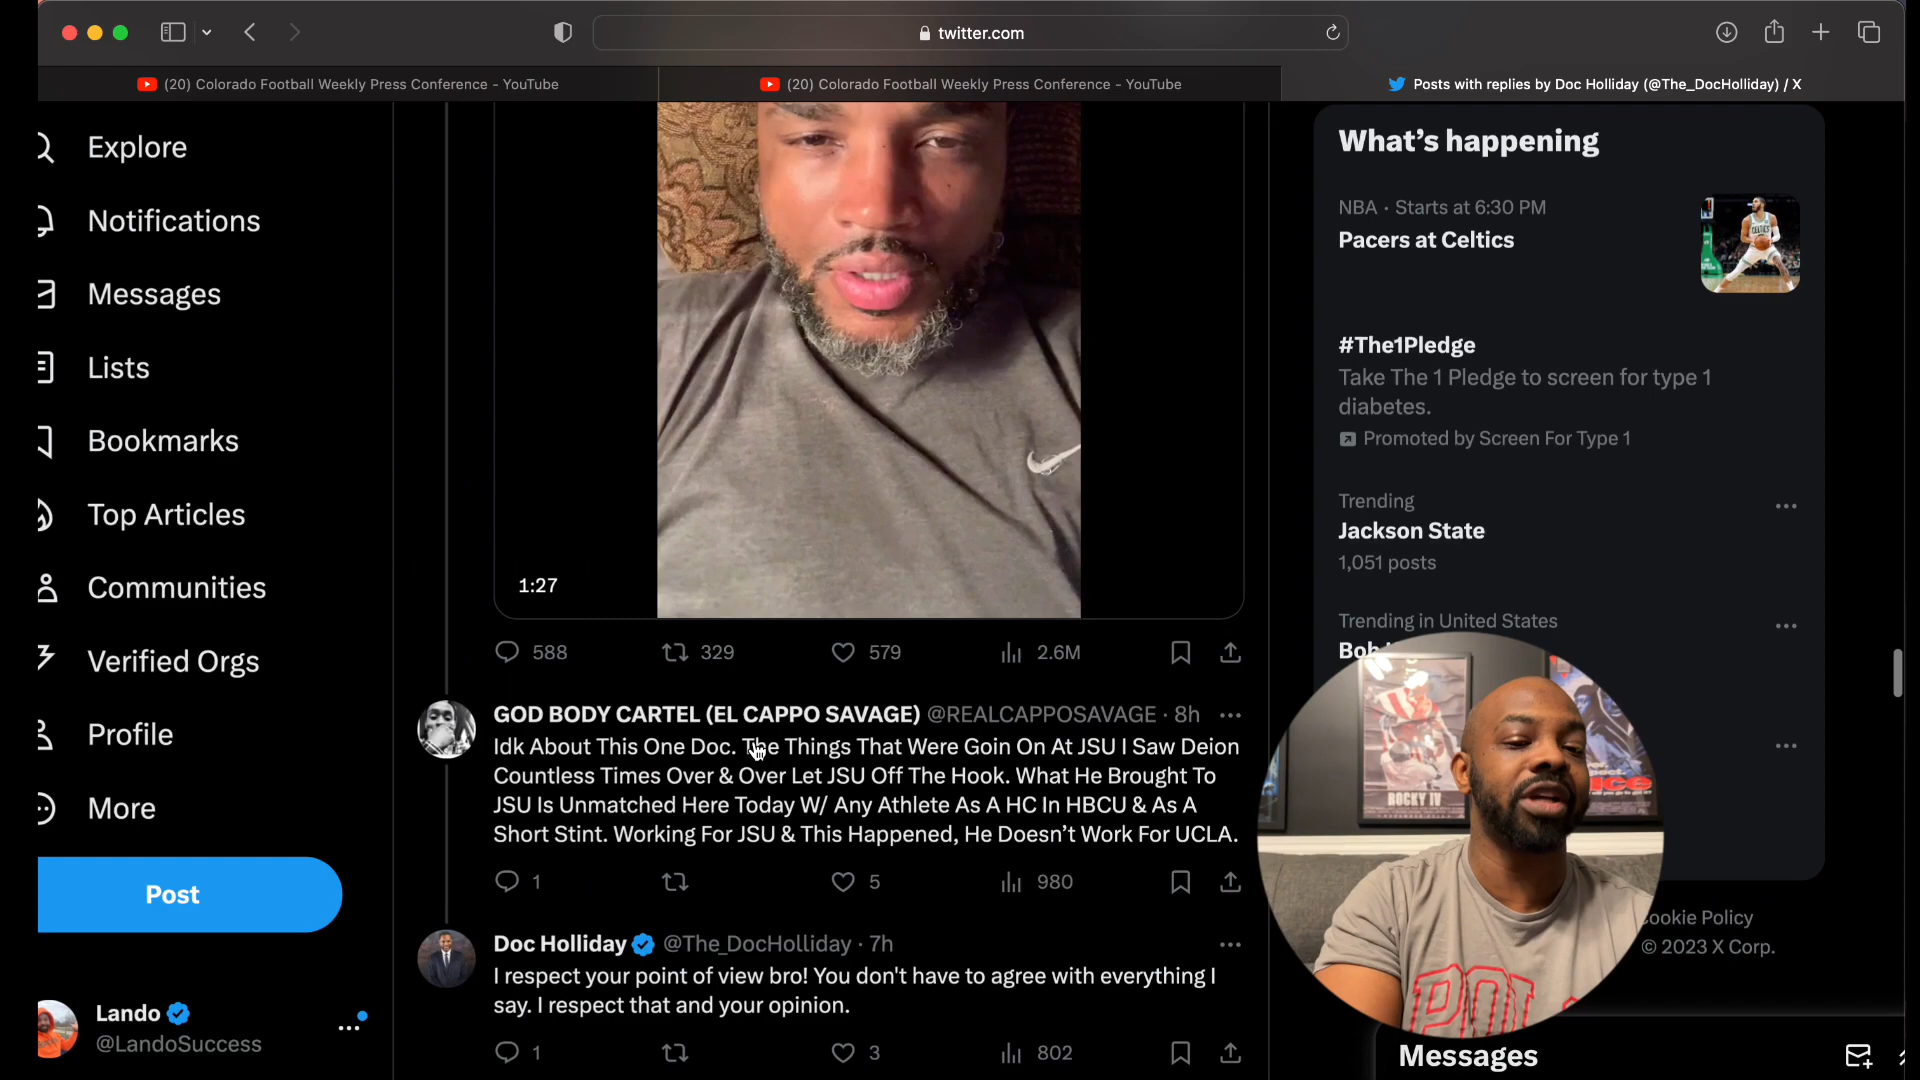 twitter.com
(20) Colorado Football Weekly Press Conference - YouTube
(20) Colorado Football Weekly Press Conference - YouTube
Posts with replies by Doc Holliday (@The_DocHolliday) / X
Explore
Notifications
Messages
Lists
Bookmarks
Top Articles
Communities
Verified Orgs
Profile
More
Post
Lando
@LandoSuccess
1:27
588
329
579
2.6M
GOD BODY CARTEL (EL CAPPO SAVAGE) @REALCAPPOSAVAGE · 8h
Idk About This One Doc. The Things That Were Goin On At JSU I Saw Deion
Countless Times Over & Over Let JSU Off The Hook. What He Brought To
JSU Is Unmatched Here Today W/ Any Athlete As A HC In HBCU & As A
Short Stint. Working For JSU & This Happened, He Doesn't Work For UCLA.
1
5
980
Doc Holliday @The_DocHolliday · 7h
I respect your point of view bro! You don't have to agree with everything I
say. I respect that and your opinion.
1
3
802
What's happening
NBA · Starts at 6:30 PM
Pacers at Celtics
#The1Pledge
Take The 1 Pledge to screen for type 1
diabetes.
Promoted by Screen For Type 1
Trending
Jackson State
1,051 posts
Trending in United States
ROCKY IV
Cookie Policy
© 2023 X Corp.
Messages